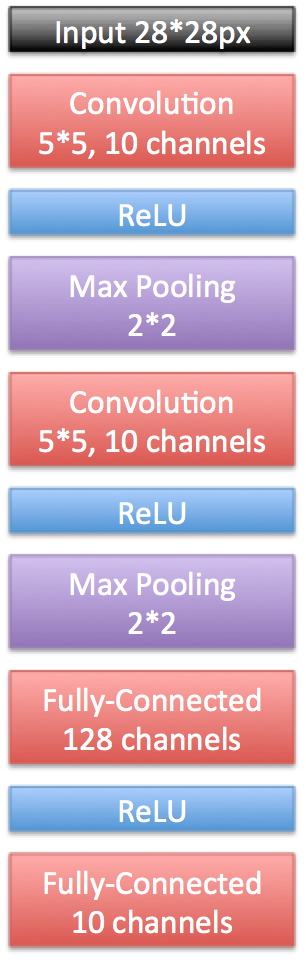 Input 28*28px
Convolution
5*5, 10 channels
ReLU
Max Pooling
2*2
Convolution
5*5, 10 channels
ReLU
Max Pooling
2*2
Fully-Connected
128 channels
ReLU
Fully-Connected
10 channels